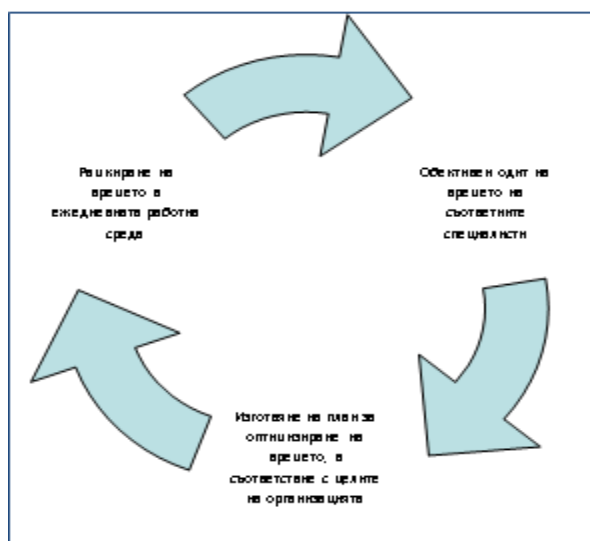 Рамкиране на
времето в
ежедневната работна
среда
Обективен одит на
времето на
съответните
специалисти
Изготвяне на план за
оптимизиране на
времето, в
съответствие с целите
на организацията